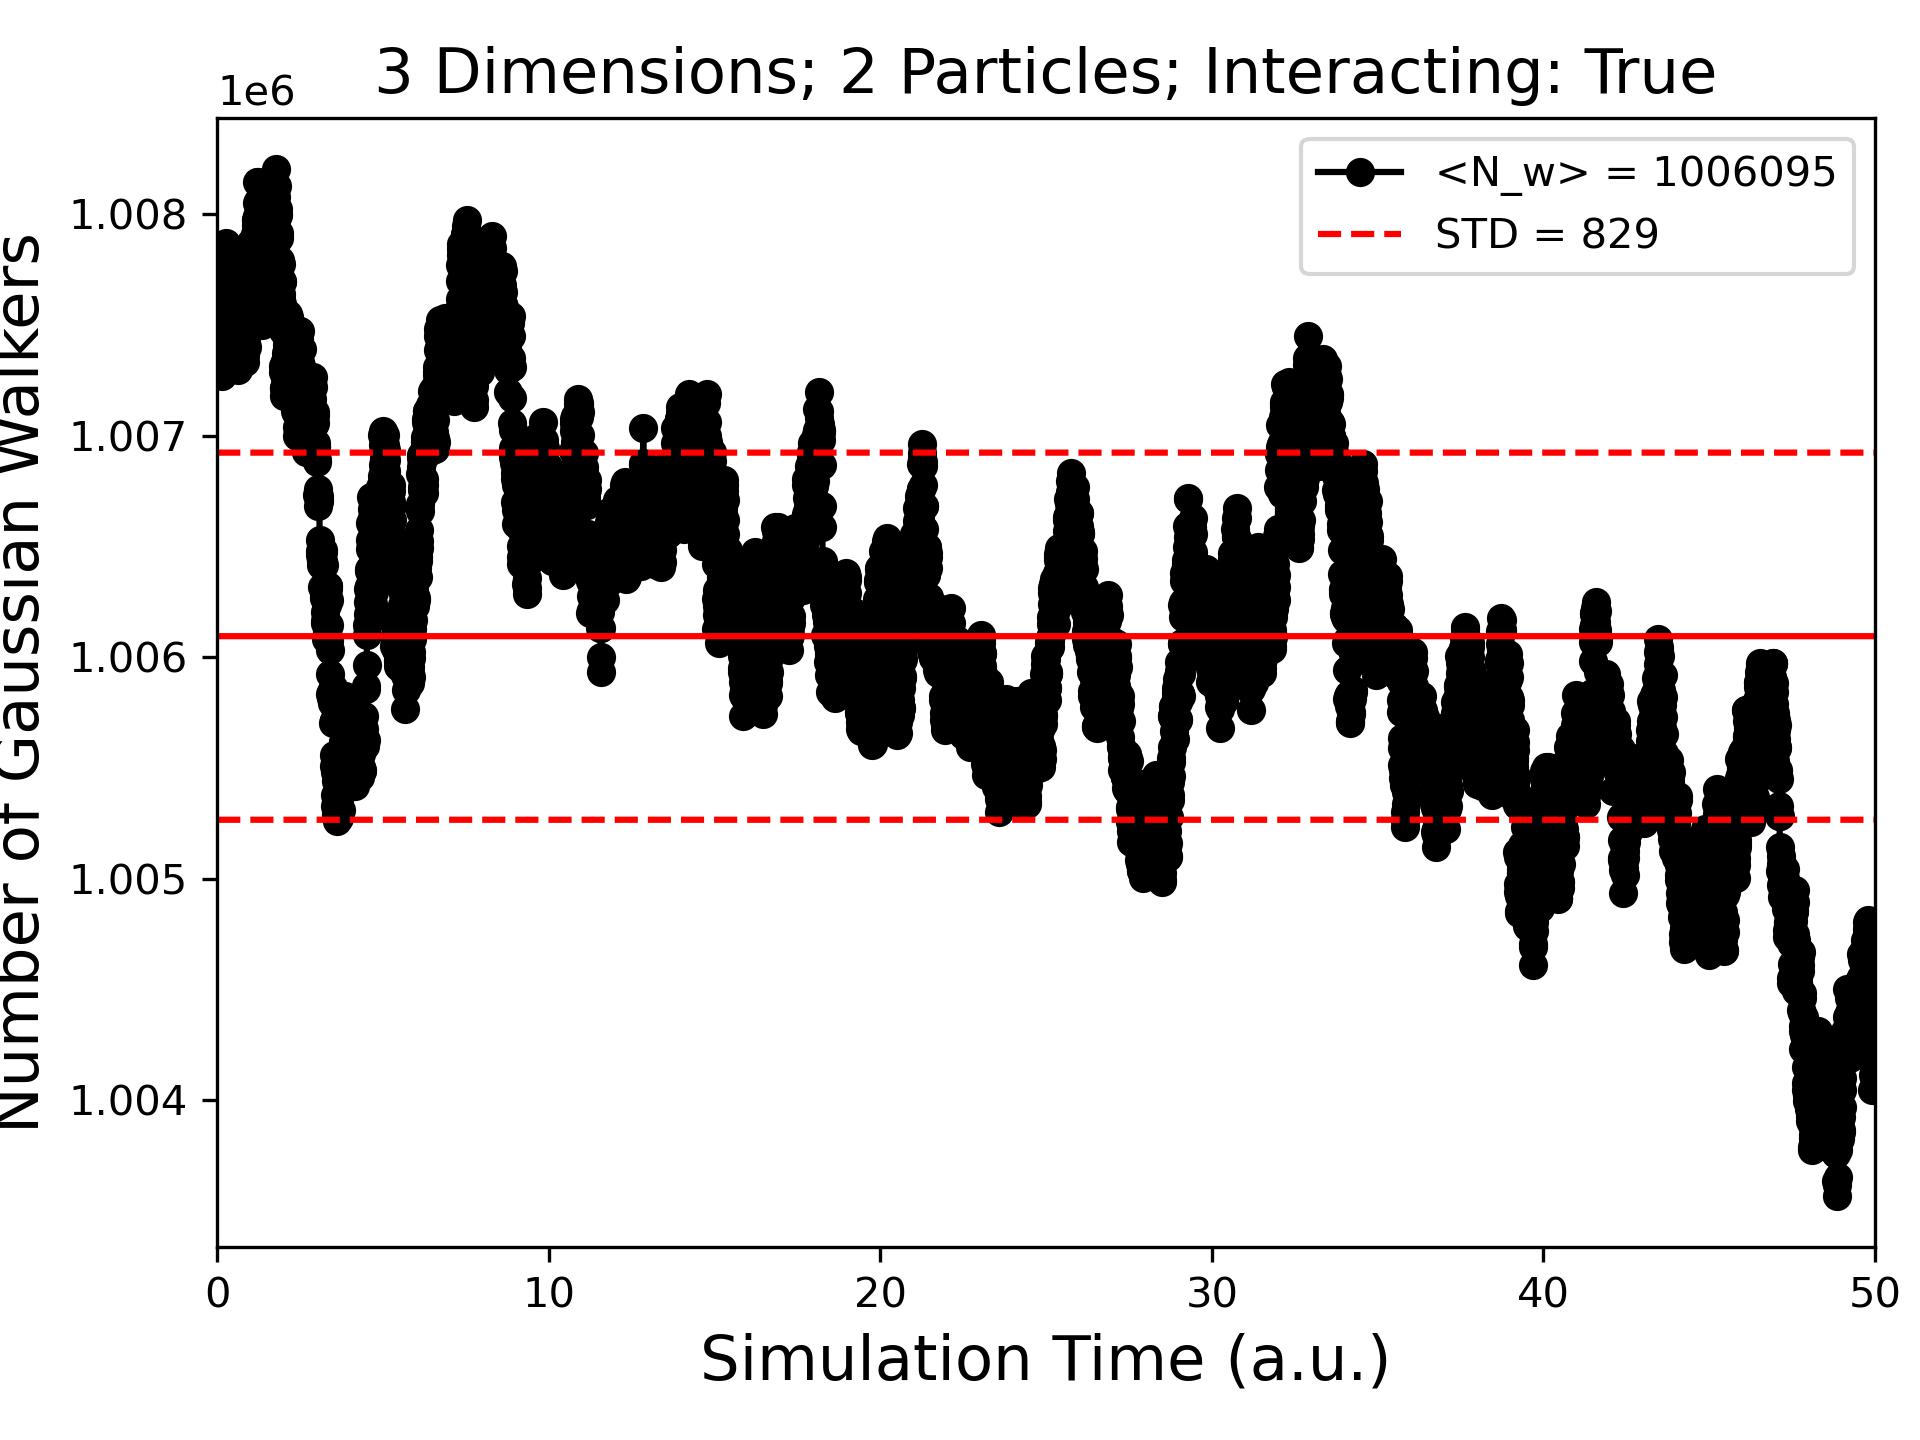 3 Dimensions; 2 Particles; Interacting: True
1e6
<N_w> = 1006095
STD = 829
Number of Gaussian Walkers
1.008
1.007
1.006
1.005
1.004
0 10 20 30 40 50
Simulation Time (a.u.)